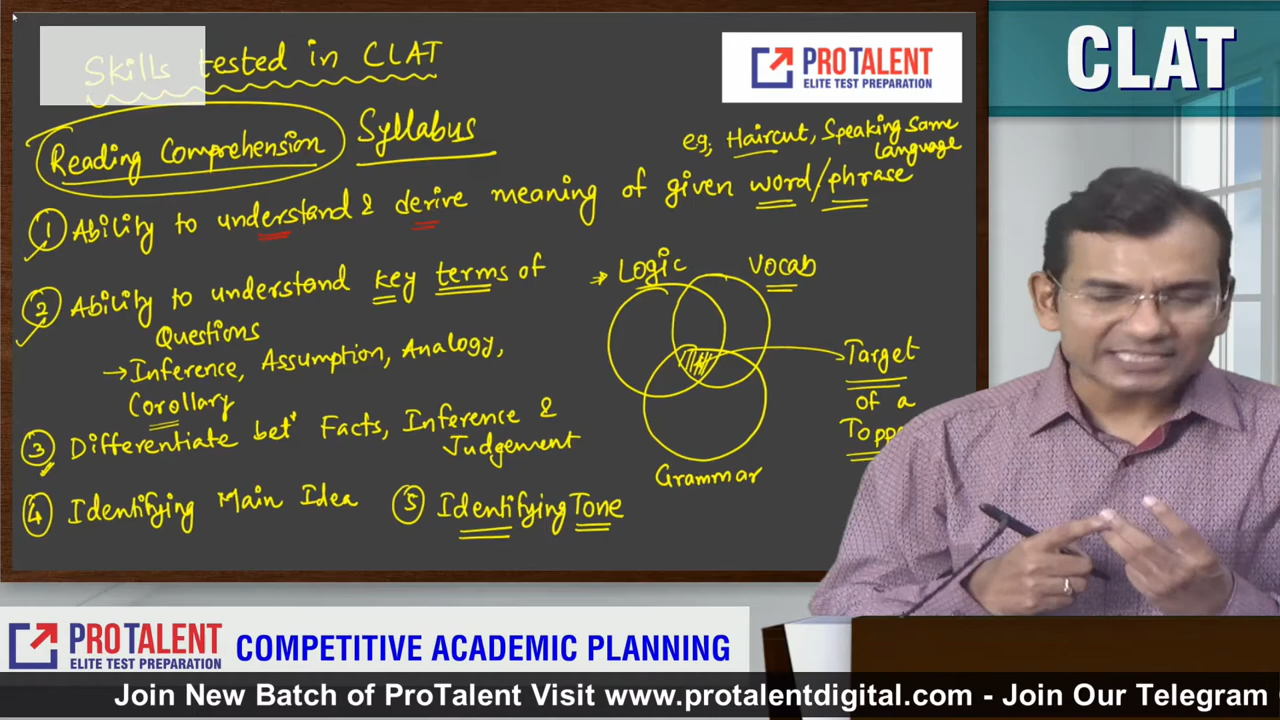 Skills tested in CLAT
Reading Comprehension Syllabus
e.g; Haircut, Speaking same
language
① Ability to understand & derive meaning of given word/phrase
② Ability to understand key terms of
Questions
→ Inference, Assumption, Analogy,
Corollary
③ Differentiate betⁿ Facts, Inference &
Judgement
④ Identifying Main Idea
⑤ Identifying Tone
→ Logic
Vocab
Grammar
Target
of a
PROTALENT
ELITE TEST PREPARATION
CLAT
PROTALENT
ELITE TEST PREPARATION
COMPETITIVE ACADEMIC PLANNING
Join New Batch of ProTalent Visit www.protalentdigital.com - Join Our Telegram